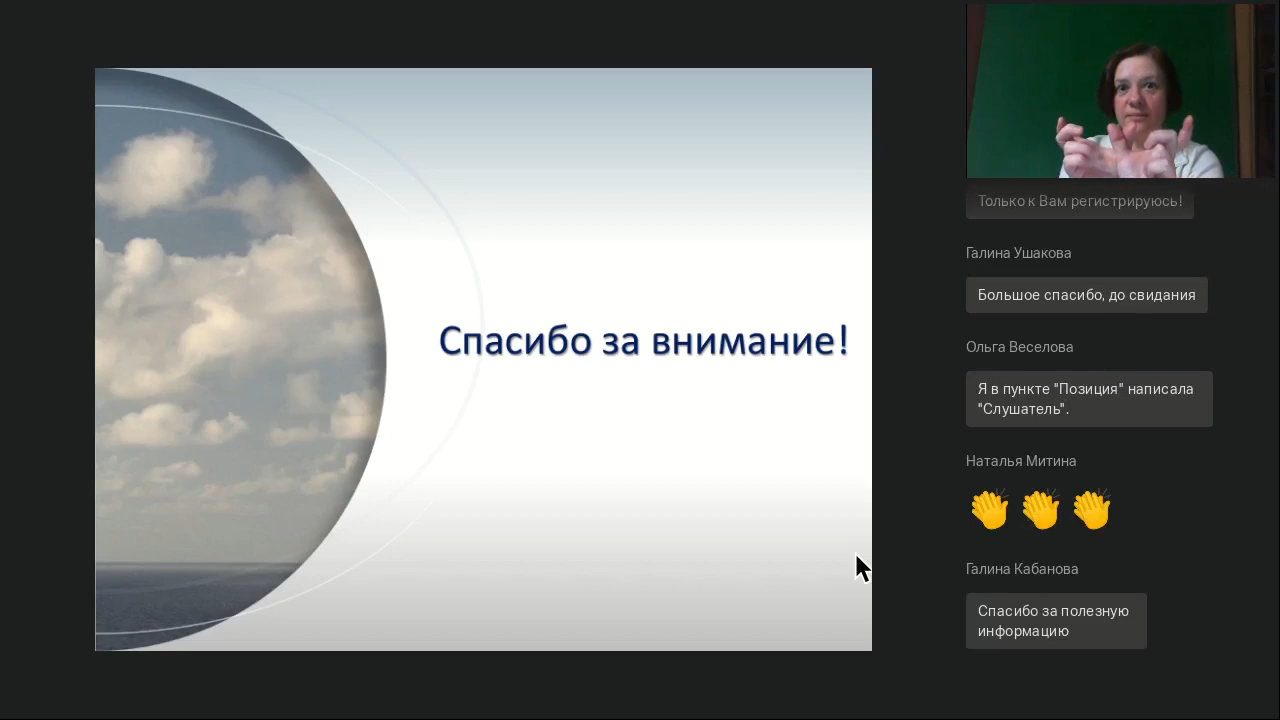 Спасибо за внимание!
Только к Вам регистрируюсь!
Галина Ушакова
Большое спасибо, до свидания
Ольга Веселова
Я в пункте "Позиция" написала
"Слушатель".
Наталья Митина
Галина Кабанова
Спасибо за полезную
информацию